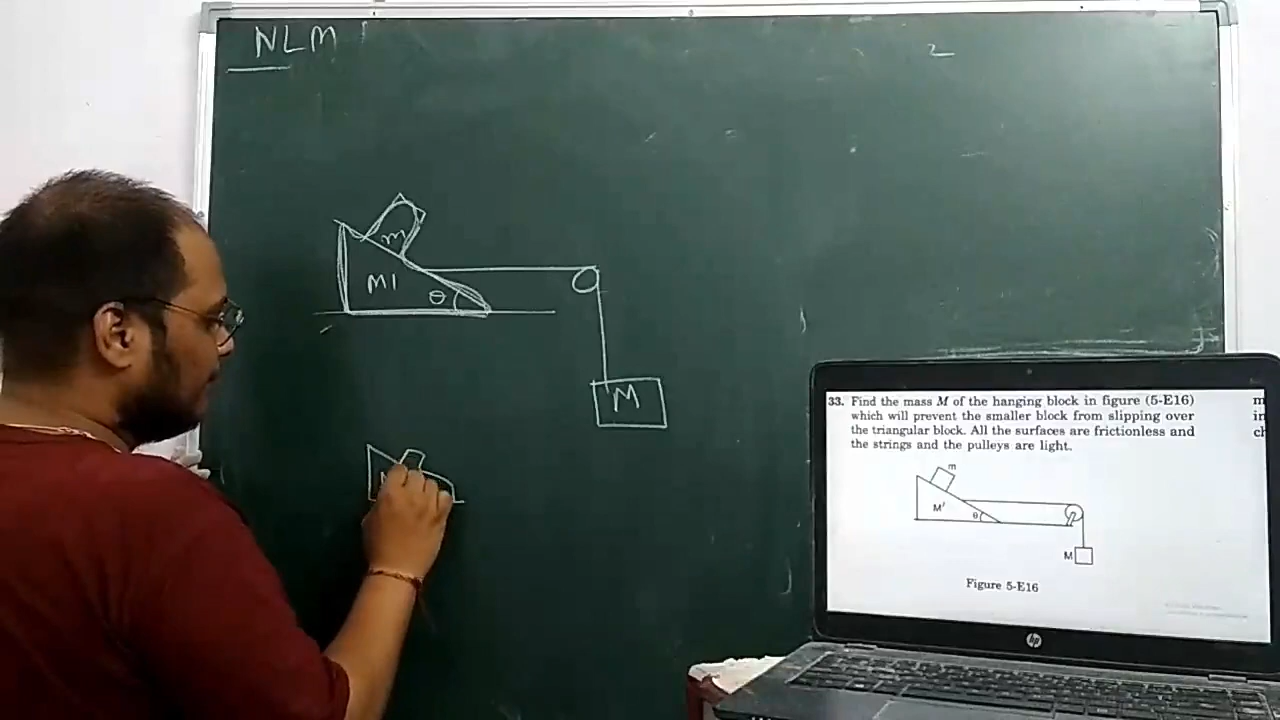 NLM
m
M1
θ
M
33. Find the mass M of the hanging block in figure (5-E16)
which will prevent the smaller block from slipping over
the triangular block. All the surfaces are frictionless and
the strings and the pulleys are light.
m
M'
θ
M
Figure 5-E16
hp